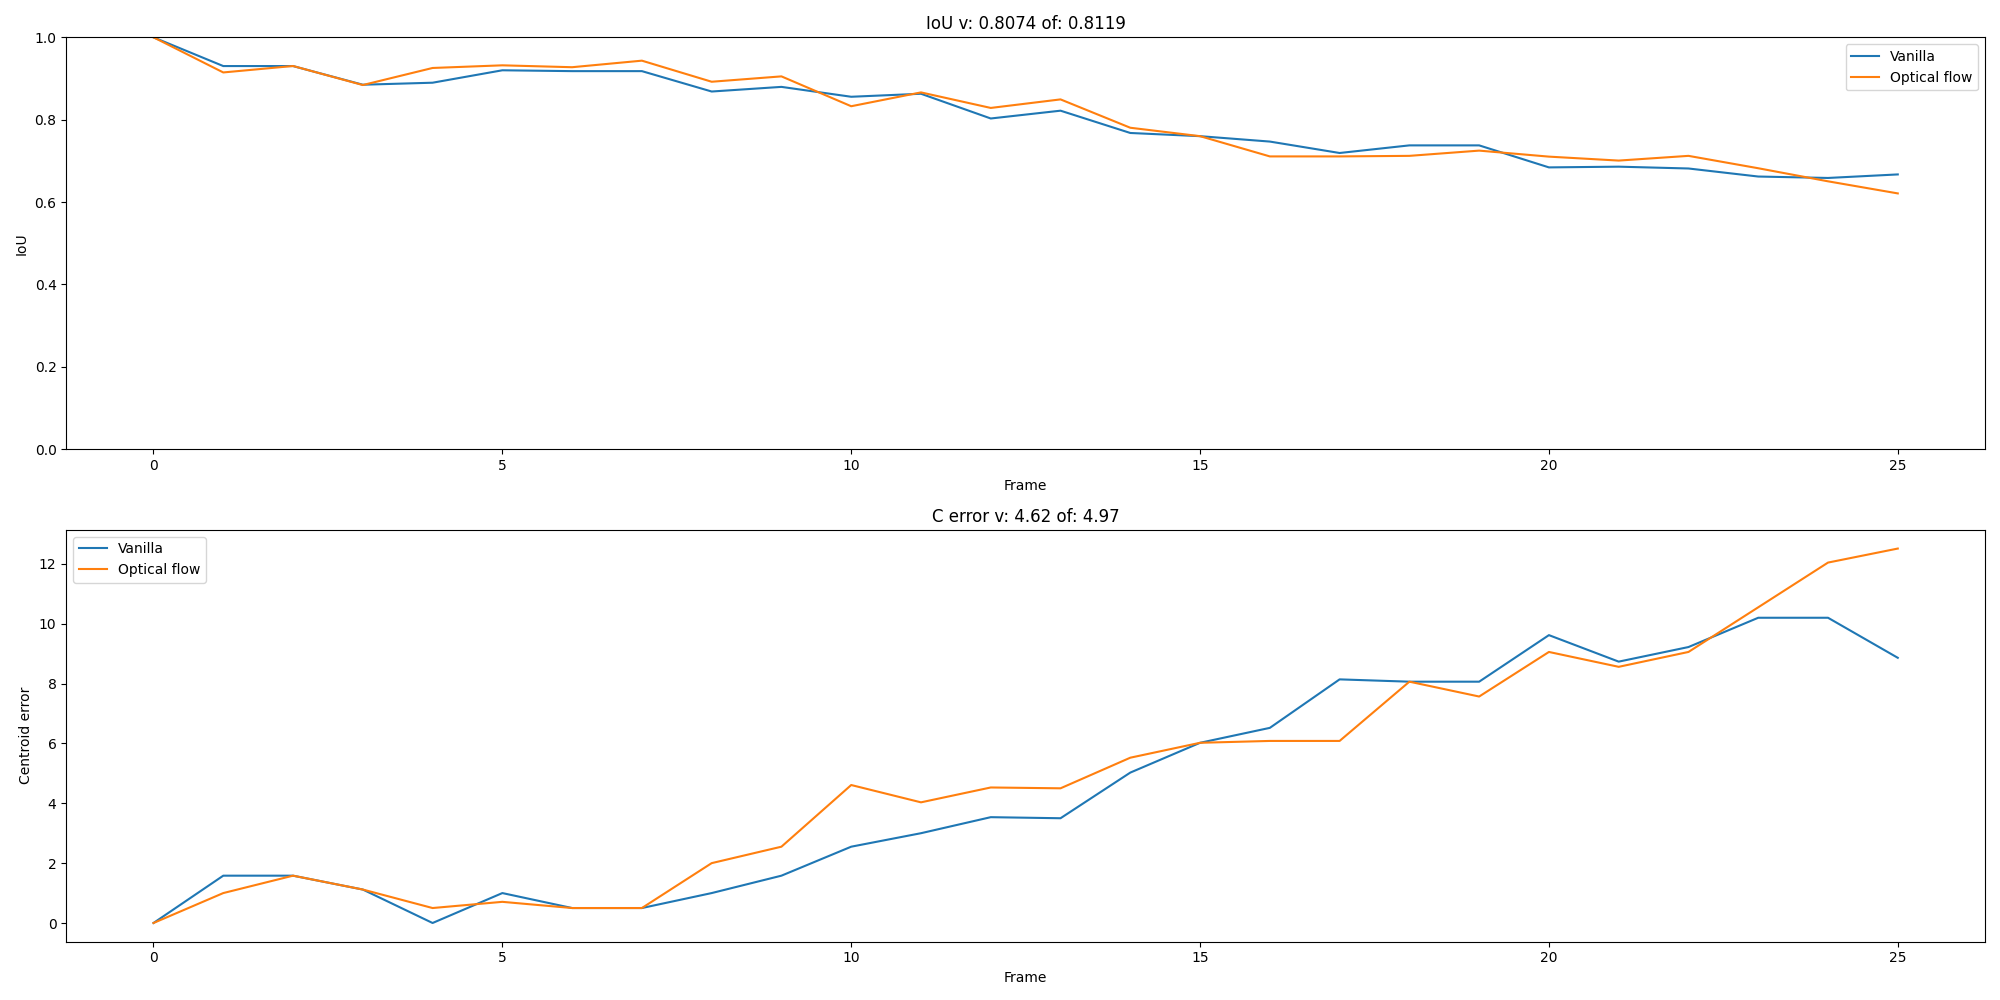 IoU v: 0.8074 of: 0.8119
1.0
0.8
0.6
0.4
0.2
0.0
IoU
Vanilla
Optical flow
0 5 10 15 20 25
Frame
C error v: 4.62 of: 4.97
Vanilla
Optical flow
12
10
8
6
4
2
0
Centroid error
0 5 10 15 20 25
Frame